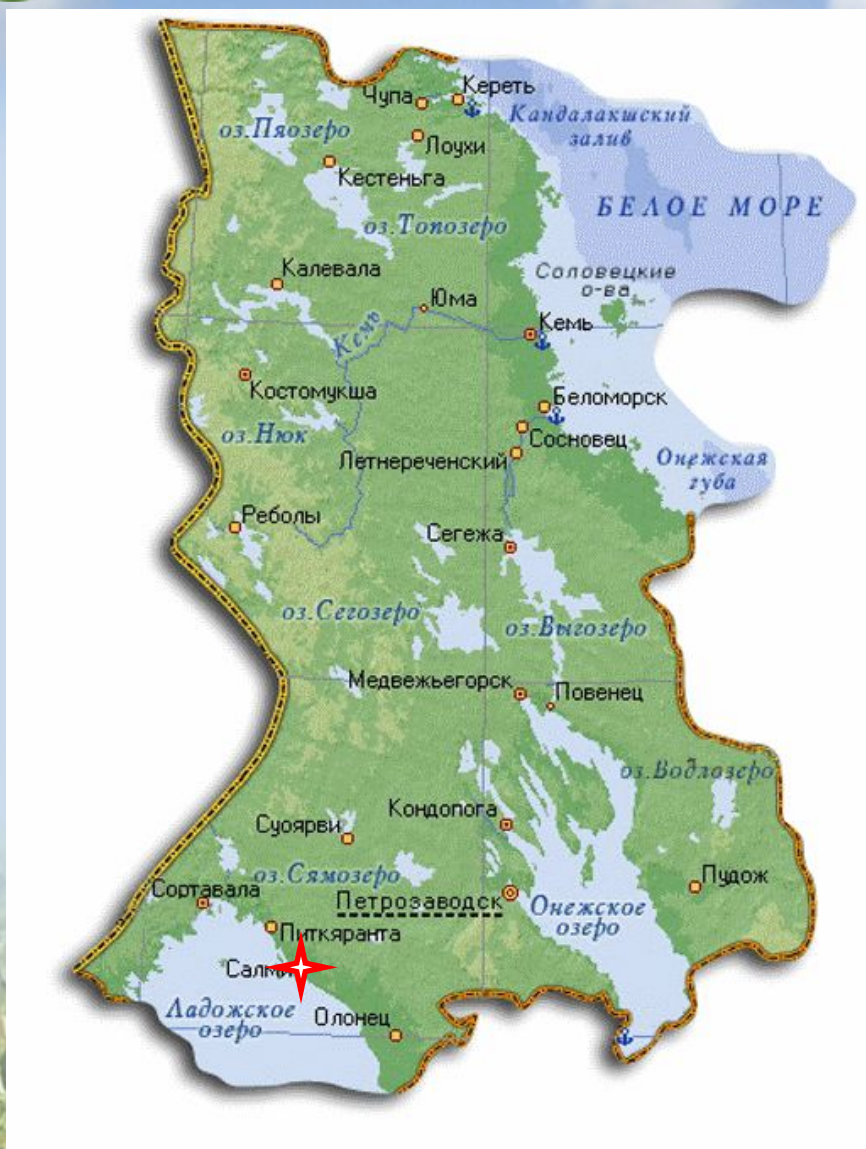 Кереть
Чупа
Кандалакшский
залив
оз.Пяозеро
Лоухи
Кестеньга
БЕЛОЕ МОРЕ
оз.Топозеро
Калевала
Соловецкие
о-ва
Юма
Кемь
Кемь
Костомукша
Беломорск
оз.Нюк
Сосновец
Летнереченский
Онежская
губа
Реболы
Сегежа
оз.Сегозеро
оз.Выгозеро
Медвежьегорск
Повенец
оз.Водлозеро
Кондопога
Суоярви
оз.Сямозеро
Пудож
Сортавала
Петрозаводск
Онежское
озеро
Питкяранта
Салми
Ладожское
озеро
Олонец